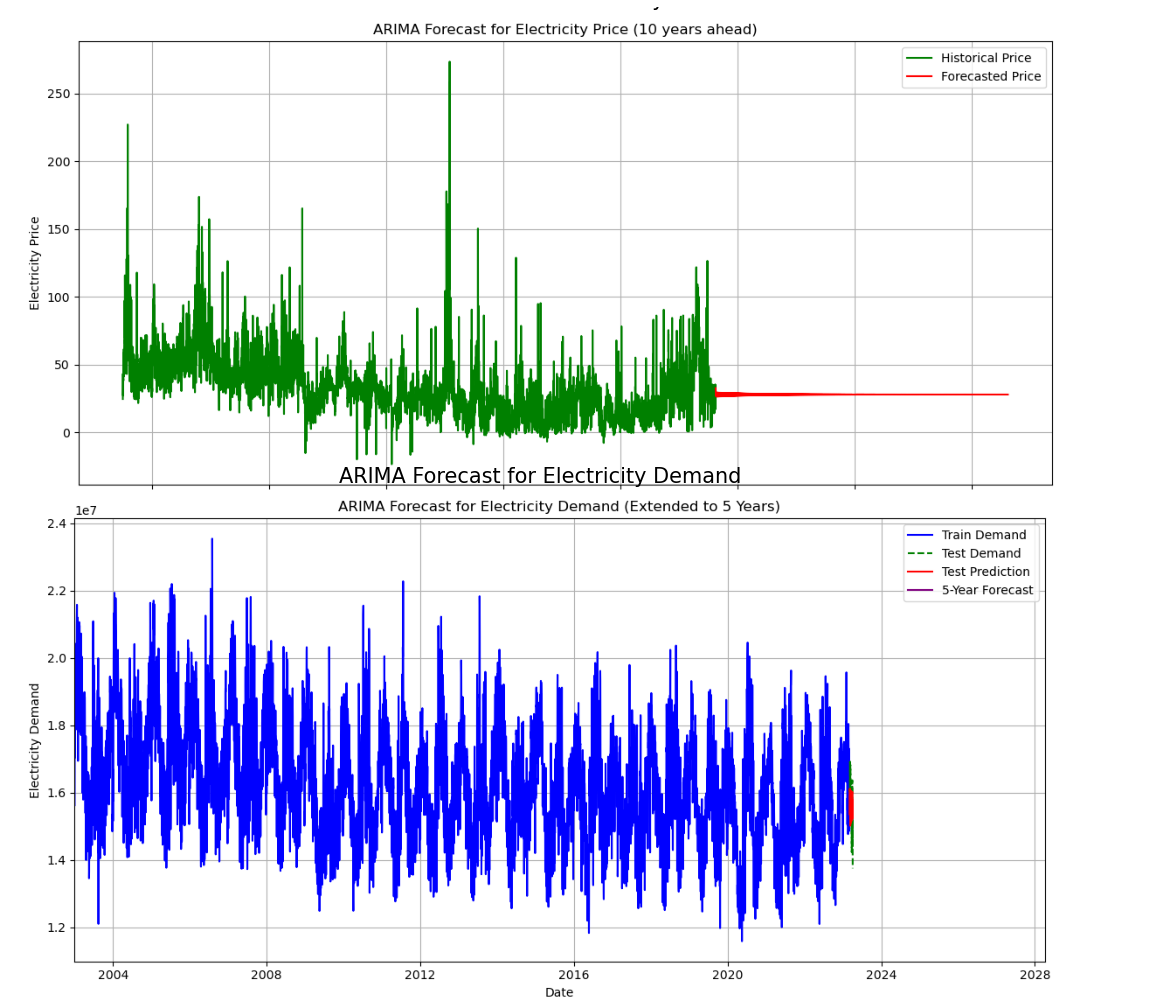 ARIMA Forecast for Electricity Price (10 years ahead)
Historical Price
Forecasted Price
250
200
150
100
50
0
Electricity Price
ARIMA Forecast for Electricity Demand
ARIMA Forecast for Electricity Demand (Extended to 5 Years)
1e7
Train Demand
Test Demand
Test Prediction
5-Year Forecast
2.4
2.2
2.0
1.8
1.6
1.4
1.2
Electricity Demand
2004 2008 2012 2016 2020 2024 2028
Date